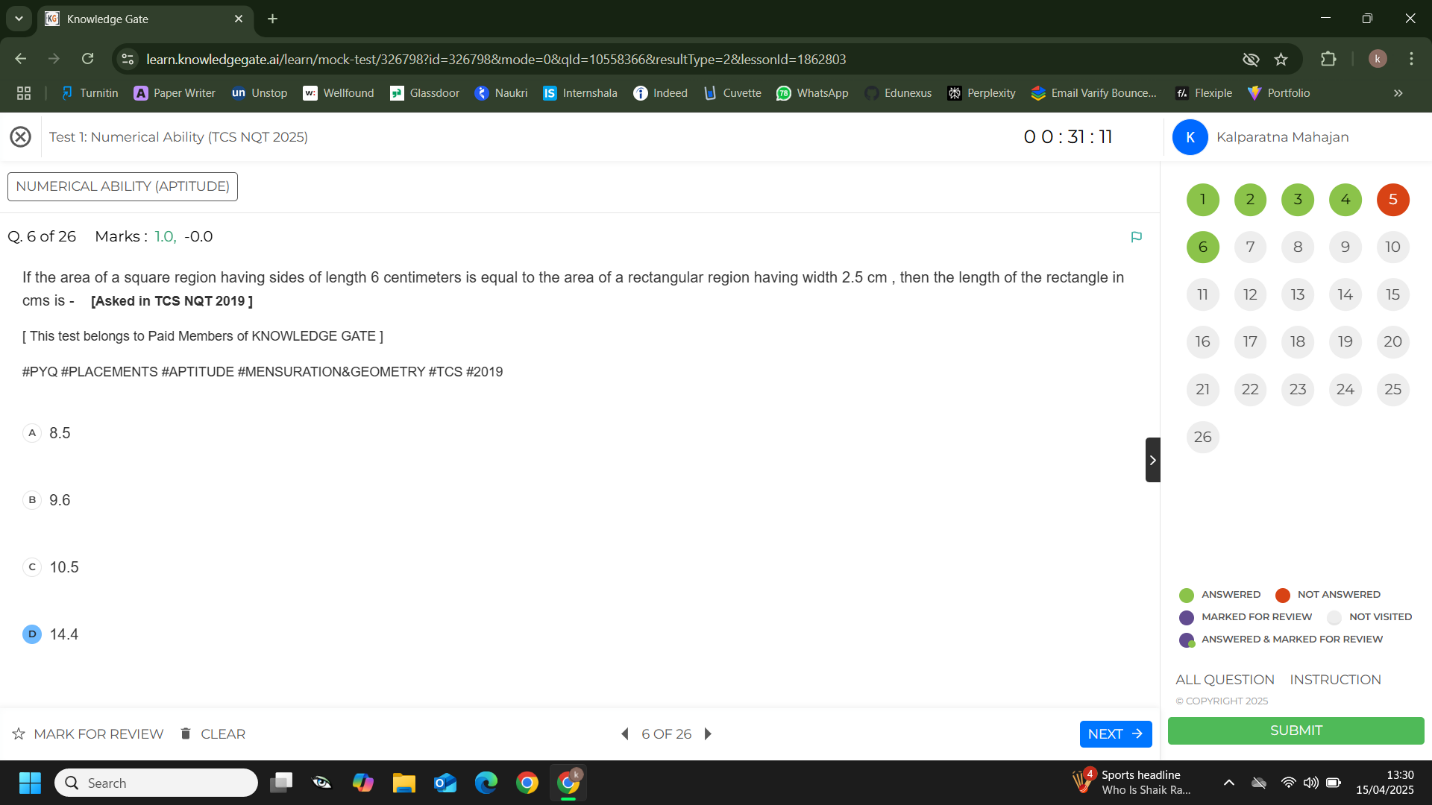 Knowledge Gate
learn.knowledgegate.ai/learn/mock-test/326798?id=326798&mode=0&qId=10558366&resultType=2&lessonId=1862803
k
Turnitin
A Paper Writer
un Unstop
w: Wellfound
Glassdoor
Naukri
IS Internshala
Indeed
Cuvette
78 WhatsApp
Edunexus
Perplexity
Email Varify Bounce...
Flexiple
Portfolio
Test 1: Numerical Ability (TCS NQT 2025)
0 0 : 31 : 11
K Kalparatna Mahajan
NUMERICAL ABILITY (APTITUDE)
Q. 6 of 26 Marks : 1.0, -0.0
If the area of a square region having sides of length 6 centimeters is equal to the area of a rectangular region having width 2.5 cm , then the length of the rectangle in
cms is - [Asked in TCS NQT 2019 ]
[ This test belongs to Paid Members of KNOWLEDGE GATE ]
#PYQ #PLACEMENTS #APTITUDE #MENSURATION&GEOMETRY #TCS #2019
A 8.5
B 9.6
C 10.5
D 14.4
1 2 3 4 5
6 7 8 9 10
11 12 13 14 15
16 17 18 19 20
21 22 23 24 25
26
ANSWERED NOT ANSWERED
MARKED FOR REVIEW NOT VISITED
ANSWERED & MARKED FOR REVIEW
ALL QUESTION INSTRUCTION
© COPYRIGHT 2025
SUBMIT
MARK FOR REVIEW CLEAR
6 OF 26
NEXT
Search
4
Sports headline
Who Is Shaik Ra...
13:30
15/04/2025